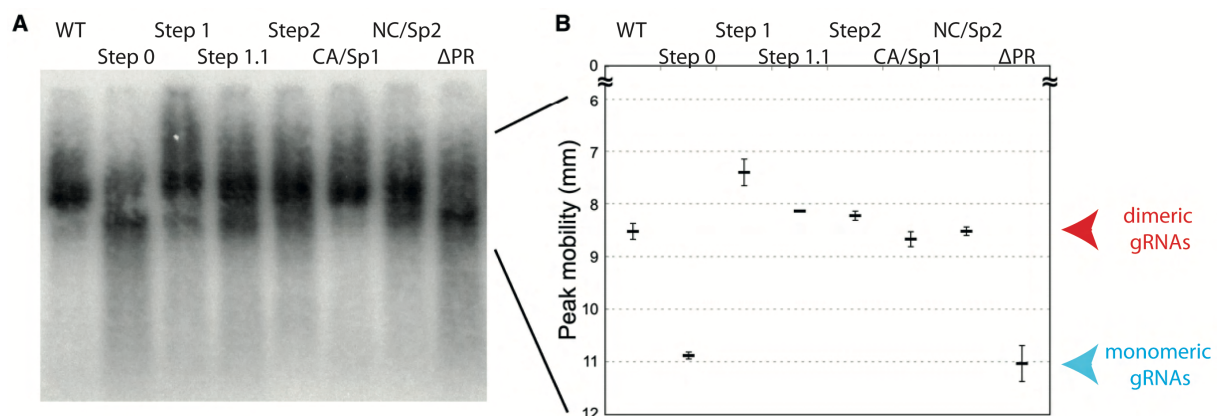 A
WT
Step 1
Step2
NC/Sp2
Step 0
Step 1.1
CA/Sp1
ΔPR
B
WT
Step 1
Step2
NC/Sp2
Step 0
Step 1.1
CA/Sp1
ΔPR
Peak mobility (mm)
0
6
7
8
9
10
11
12
dimeric
gRNAs
monomeric
gRNAs